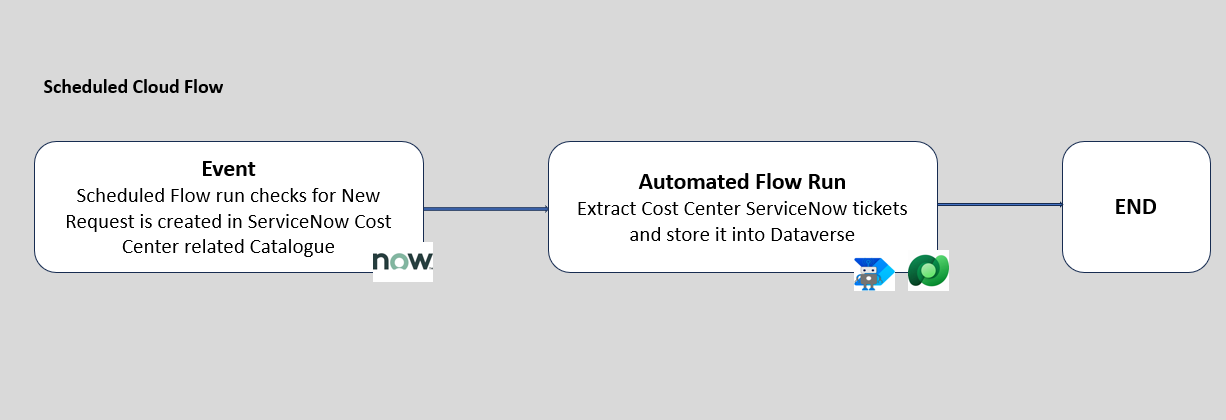 Scheduled Cloud Flow
Event
Scheduled Flow run checks for New
Request is created in ServiceNow Cost
Center related Catalogue
now
Automated Flow Run
Extract Cost Center ServiceNow tickets
and store it into Dataverse
END